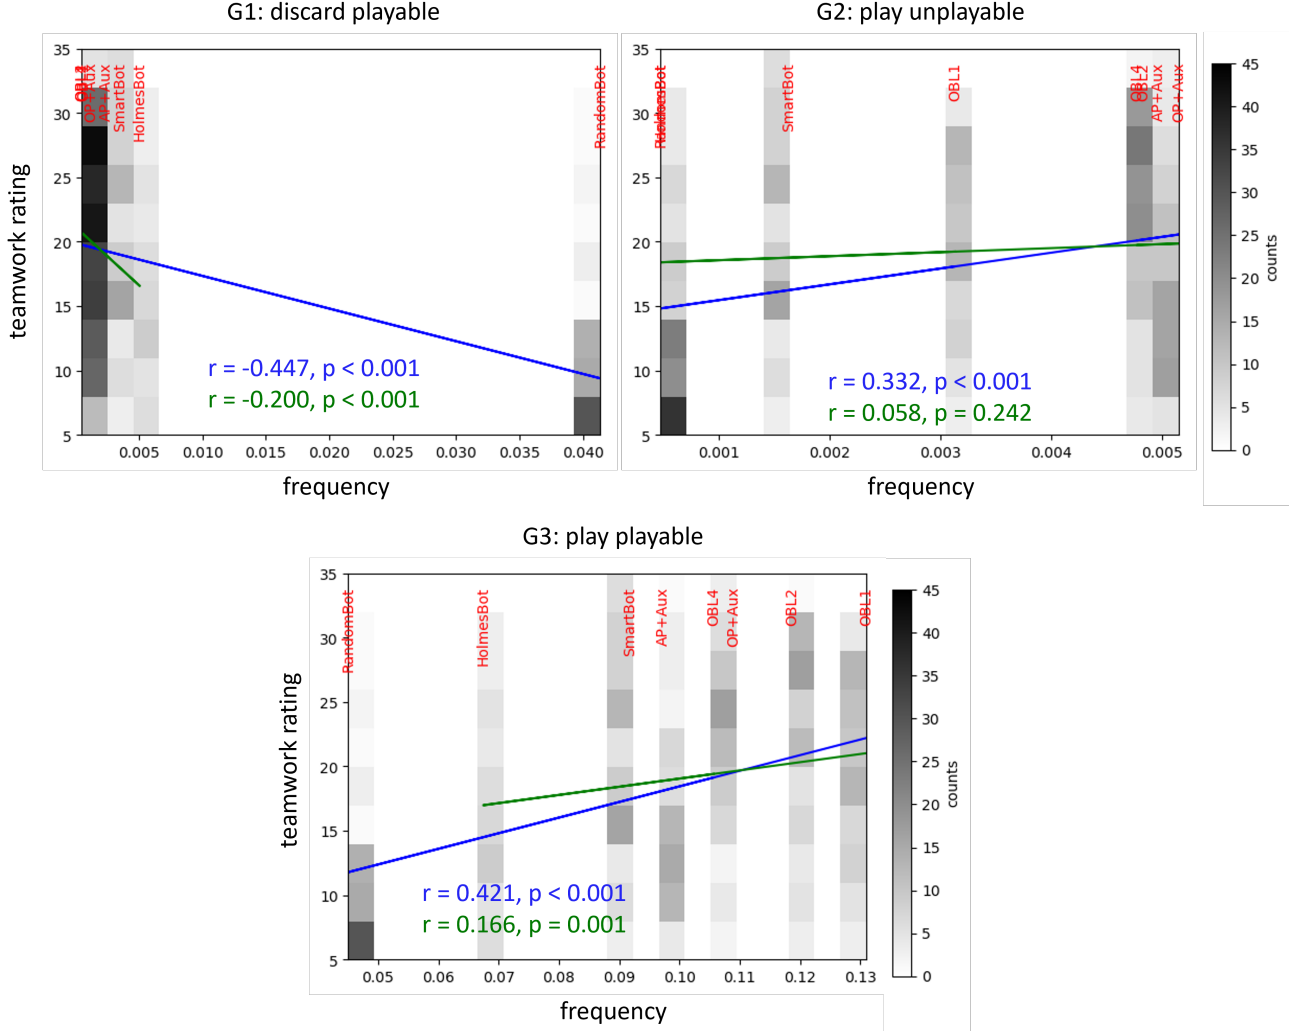 G1: discard playable
G2: play unplayable
35
30
25
20
15
10
5
teamwork rating
OP+Aux
AP+Aux
SmartBot
HolmesBot
RandomBot
r = -0.447, p < 0.001
r = -0.200, p < 0.001
0.005
0.010
0.015
0.020
0.025
0.030
0.035
0.040
frequency
35
30
25
20
15
10
5
SmartBot
OBL1
OBL4
OBL2
AP+Aux
OP+Aux
r = 0.332, p < 0.001
r = 0.058, p = 0.242
0.001
0.002
0.003
0.004
0.005
frequency
45
40
35
30
25
20
15
10
5
0
counts
G3: play playable
35
30
25
20
15
10
5
teamwork rating
RandomBot
HolmesBot
SmartBot
AP+Aux
OBL4
OP+Aux
OBL2
OBL1
r = 0.421, p < 0.001
r = 0.166, p = 0.001
0.05
0.06
0.07
0.08
0.09
0.10
0.11
0.12
0.13
frequency
45
40
35
30
25
20
15
10
5
0
counts